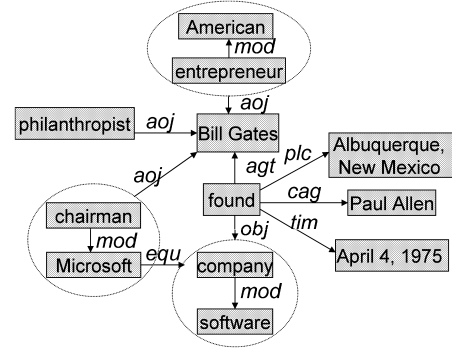 American
mod
entrepreneur
aoj
philanthropist
aoj
Bill Gates
plc
Albuquerque,
New Mexico
aoj
agt
cag
chairman
found
Paul Allen
mod
obj
tim
Microsoft
equ
company
April 4, 1975
mod
software